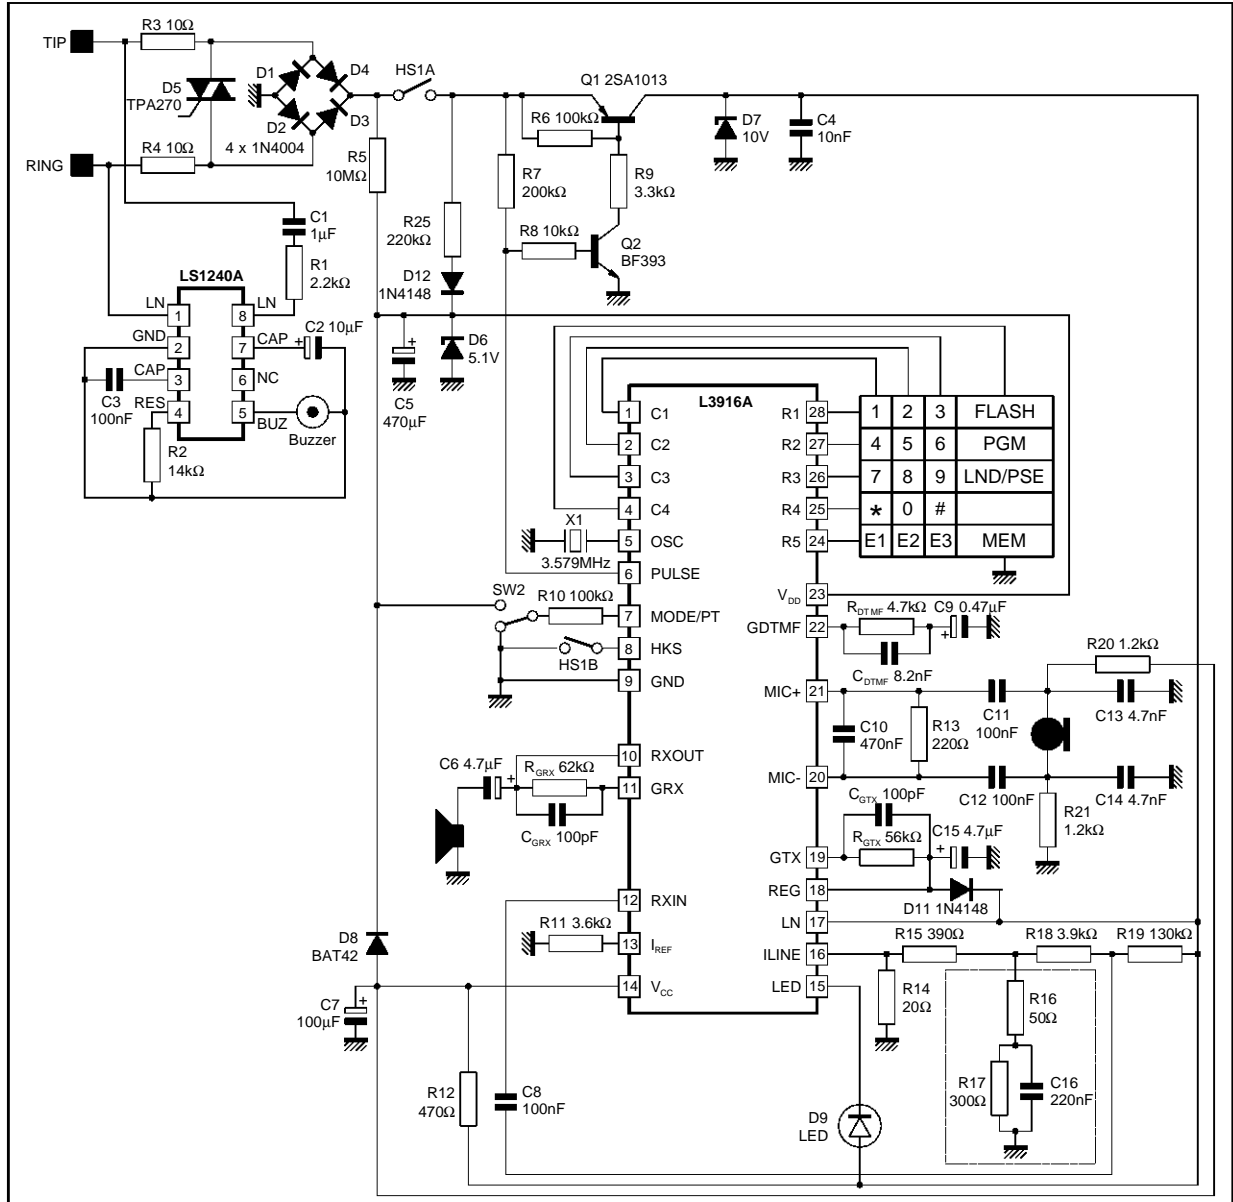 TIP
R3 10Ω
D5
TPA270
D1
D4
D2
D3
4 x 1N4004
HS1A
Q1 2SA1013
R6 100kΩ
D7
10V
C4
10nF
RING
R4 10Ω
R5
10MΩ
R7
200kΩ
R9
3.3kΩ
C1
1µF
R1
2.2kΩ
R25
220kΩ
R8 10kΩ
Q2
BF393
D12
1N4148
LS1240A
LN
1
8
LN
GND
2
7
CAP
+
C2 10µF
CAP
3
6
NC
C3
100nF
RES
4
5
BUZ
Buzzer
R2
14kΩ
+
C5
470µF
D6
5.1V
L3916A
1
C1
R1
28
1
2
3
FLASH
2
C2
R2
27
4
5
6
PGM
3
C3
R3
26
7
8
9
LND/PSE
4
C4
R4
25
*
0
#
X1
3.579MHz
5
OSC
R5
24
E1
E2
E3
MEM
6
PULSE
VDD
23
SW2
R10 100kΩ
7
MODE/PT
GDTMF
22
RDTMF 4.7kΩ
C9 0.47µF
+
CDTMF 8.2nF
HS1B
8
HKS
9
GND
R20 1.2kΩ
MIC+
21
C10
470nF
R13
220Ω
C11
100nF
C13 4.7nF
10
RXOUT
MIC-
20
C12 100nF
C14 4.7nF
C6 4.7µF
+
RGRX 62kΩ
11
GRX
CGRX 100pF
CGTX 100pF
R21
1.2kΩ
GTX
19
RGTX 56kΩ
C15 4.7µF
+
REG
18
D11 1N4148
12
RXIN
LN
17
R11 3.6kΩ
13
IREF
ILINE
16
R15 390Ω
R18 3.9kΩ
R19 130kΩ
D8
BAT42
14
VCC
LED
15
R14
20Ω
R16
50Ω
C7
100µF
+
R12
470Ω
C8
100nF
D9
LED
R17
300Ω
C16
220nF